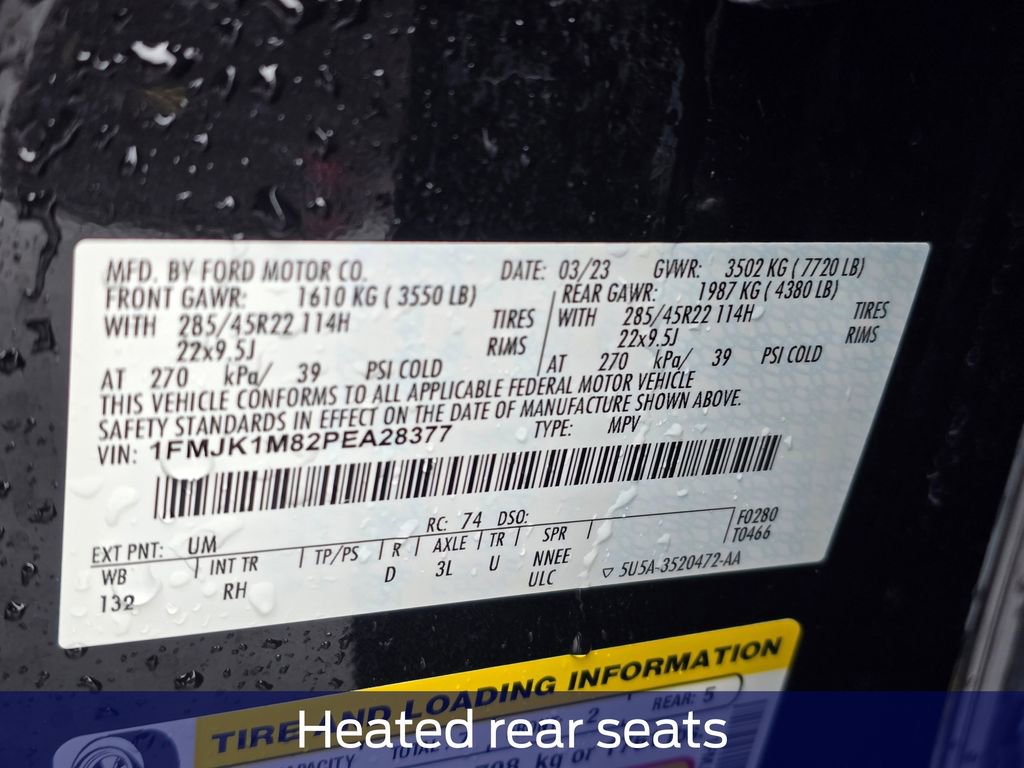 MFD. BY FORD MOTOR CO. DATE: 03/23 GVWR: 3502 KG ( 7720 LB)
FRONT GAWR: 1610 KG ( 3550 LB) REAR GAWR: 1987 KG ( 4380 LB)
WITH 285/45R22 114H TIRES WITH 285/45R22 114H TIRES
22x9.5J RIMS 22x9.5J RIMS
AT 270 kPa/ 39 PSI COLD AT 270 kPa/ 39 PSI COLD
THIS VEHICLE CONFORMS TO ALL APPLICABLE FEDERAL MOTOR VEHICLE
SAFETY STANDARDS IN EFFECT ON THE DATE OF MANUFACTURE SHOWN ABOVE.
VIN: 1FMJK1M82PEA28377 TYPE: MPV
EXT PNT: UM RC: 74 DSO: F0280
WB INT TR TP/PS R AXLE TR SPR T0466
132 RH D 3L U NNEE
ULC 5U5A-3520472-AA
TIRE AND LOADING INFORMATION
2 REAR: 5
Heated rear seats
kg or